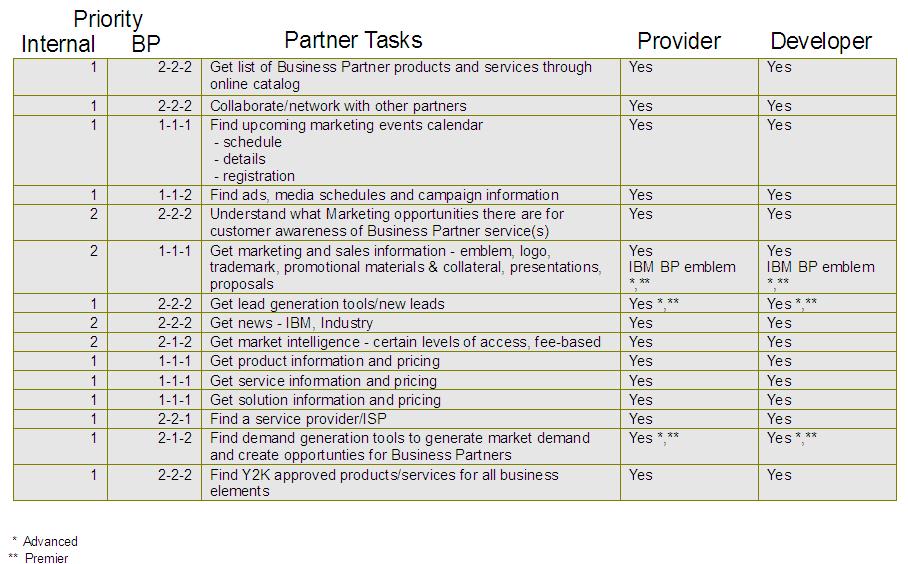 Priority
Internal BP Partner Tasks Provider Developer
1 2-2-2 Get list of Business Partner products and services through Yes Yes
online catalog
1 2-2-2 Collaborate/network with other partners Yes Yes
1 1-1-1 Find upcoming marketing events calendar Yes Yes
- schedule
- details
- registration
1 1-1-2 Find ads, media schedules and campaign information Yes Yes
2 2-2-2 Understand what Marketing opportunities there are for Yes Yes
customer awareness of Business Partner service(s)
2 1-1-1 Get marketing and sales information - emblem, logo, Yes Yes
trademark, promotional materials & collateral, presentations, IBM BP emblem IBM BP emblem
proposals *,** *,**
1 2-2-2 Get lead generation tools/new leads Yes *,** Yes *,**
2 2-2-2 Get news - IBM, Industry Yes Yes
2 2-1-2 Get market intelligence - certain levels of access, fee-based Yes Yes
1 1-1-1 Get product information and pricing Yes Yes
1 1-1-1 Get service information and pricing Yes Yes
1 1-1-1 Get solution information and pricing Yes Yes
1 2-2-1 Find a service provider/ISP Yes Yes
1 2-1-2 Find demand generation tools to generate market demand Yes *,** Yes *,**
and create opportunties for Business Partners
1 2-2-2 Find Y2K approved products/services for all business Yes Yes
elements
* Advanced
** Premier